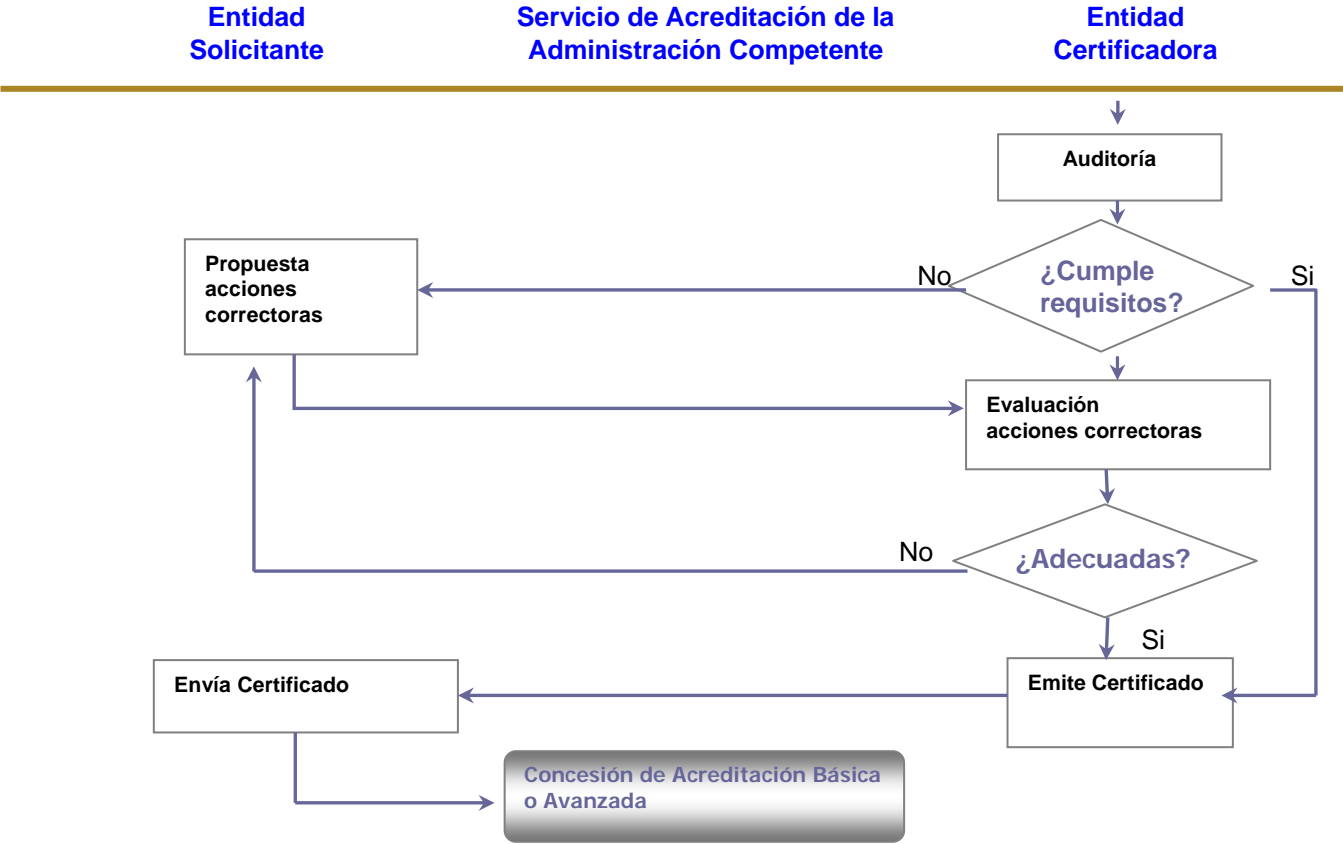 Entidad
Solicitante
Servicio de Acreditación de la
Administración Competente
Entidad
Certificadora
Auditoría
¿Cumple
requisitos?
No
Si
Propuesta
acciones
correctoras
Evaluación
acciones correctoras
¿Adecuadas?
No
Si
Emite Certificado
Envía Certificado
Concesión de Acreditación Básica
o Avanzada